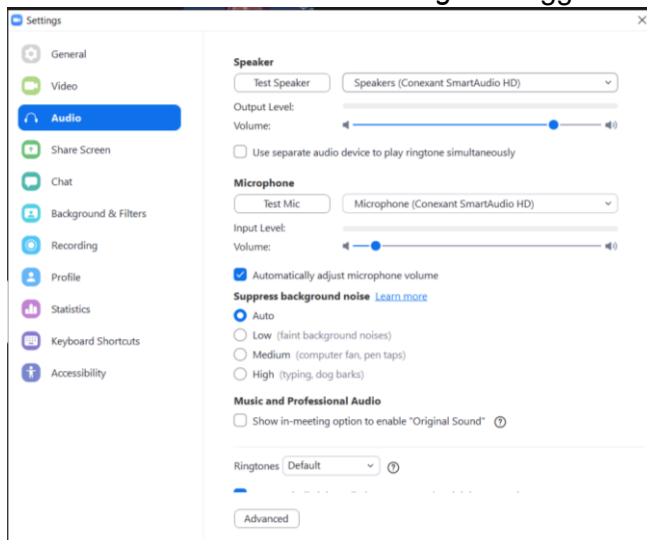 Settings
General
Video
Audio
Share Screen
Chat
Background & Filters
Recording
Profile
Statistics
Keyboard Shortcuts
Accessibility
Speaker
Test Speaker Speakers (Conexant SmartAudio HD)
Output Level:
Volume:
Use separate audio device to play ringtone simultaneously
Microphone
Test Mic Microphone (Conexant SmartAudio HD)
Input Level:
Volume:
Automatically adjust microphone volume
Suppress background noise Learn more
Auto
Low (faint background noises)
Medium (computer fan, pen taps)
High (typing, dog barks)
Music and Professional Audio
Show in-meeting option to enable "Original Sound"
Ringtones Default
Advanced